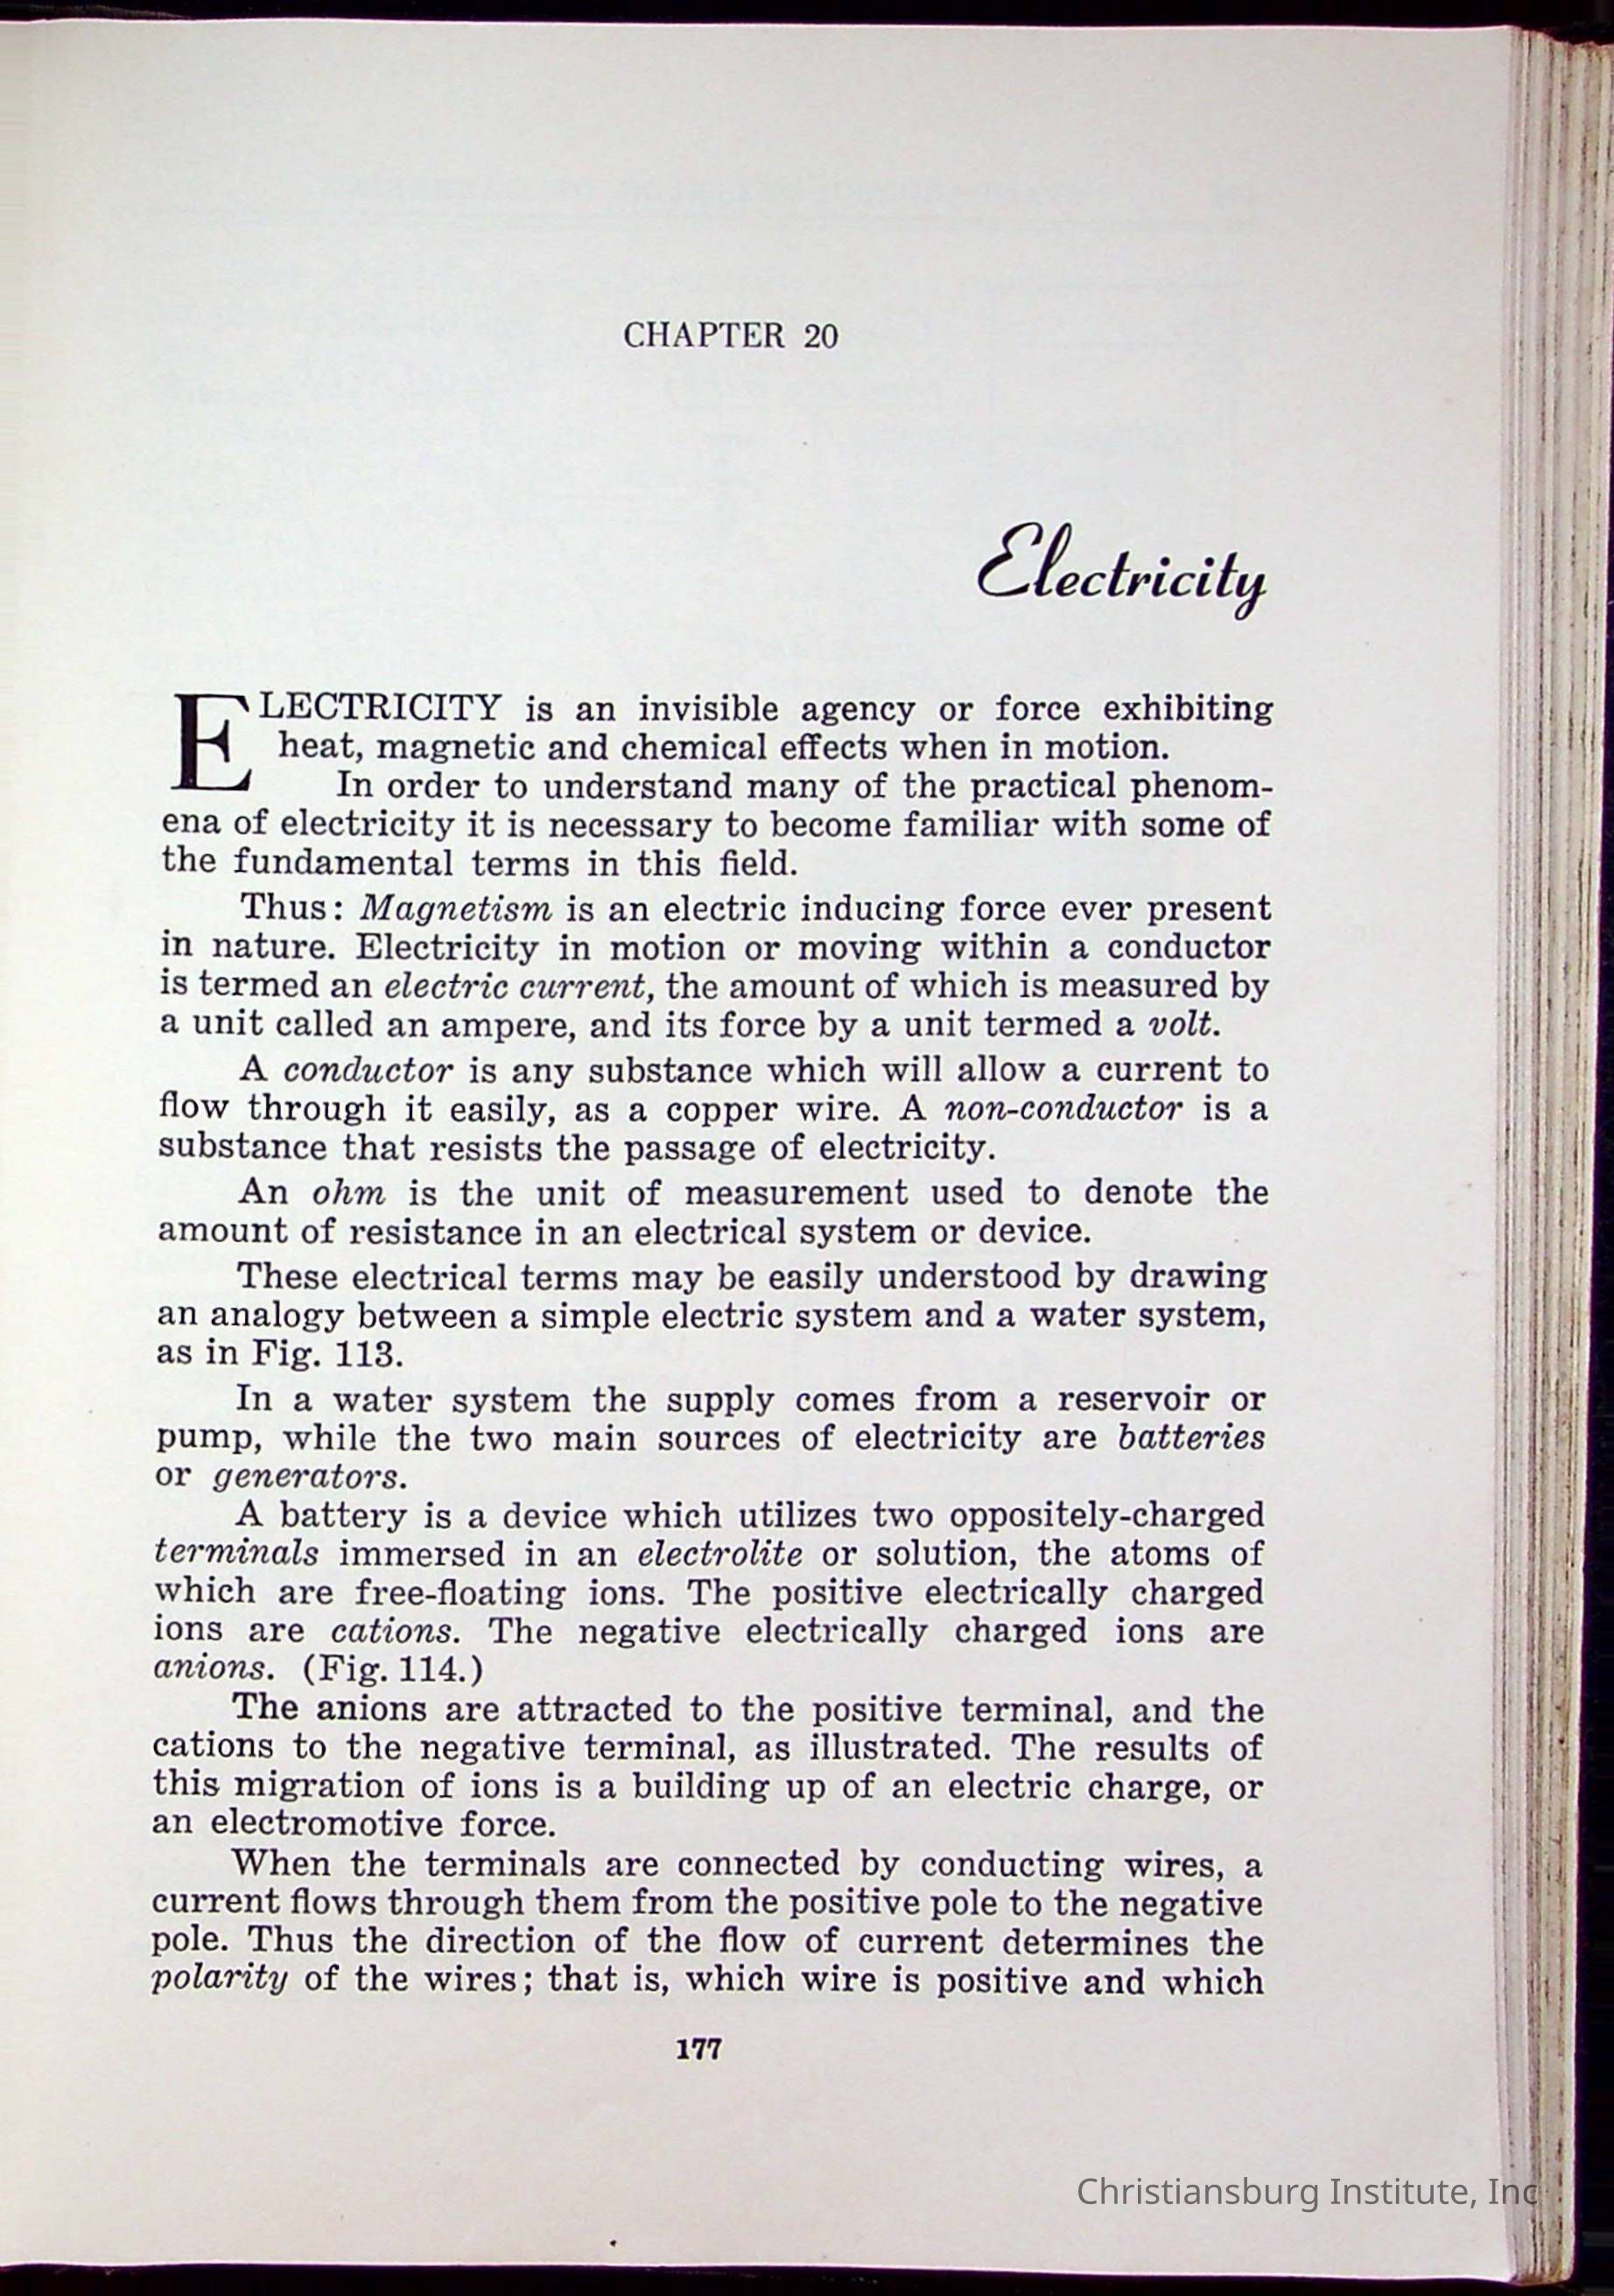 CHAPTER 20
Electricity
ELECTRICITY is an invisible agency or force exhibiting
heat, magnetic and chemical effects when in motion.
In order to understand many of the practical phenom-
ena of electricity it is necessary to become familiar with some of
the fundamental terms in this field.
Thus: Magnetism is an electric inducing force ever present
in nature. Electricity in motion or moving within a conductor
is termed an electric current, the amount of which is measured by
a unit called an ampere, and its force by a unit termed a volt.
A conductor is any substance which will allow a current to
flow through it easily, as a copper wire. A non-conductor is a
substance that resists the passage of electricity.
An ohm is the unit of measurement used to denote the
amount of resistance in an electrical system or device.
These electrical terms may be easily understood by drawing
an analogy between a simple electric system and a water system,
as in Fig. 113.
In a water system the supply comes from a reservoir or
pump, while the two main sources of electricity are batteries
or generators.
A battery is a device which utilizes two oppositely-charged
terminals immersed in an electrolite or solution, the atoms of
which are free-floating ions. The positive electrically charged
ions are cations. The negative electrically charged ions are
anions. (Fig. 114.)
The anions are attracted to the positive terminal, and the
cations to the negative terminal, as illustrated. The results of
this migration of ions is a building up of an electric charge, or
an electromotive force.
When the terminals are connected by conducting wires, a
current flows through them from the positive pole to the negative
pole. Thus the direction of the flow of current determines the
polarity of the wires; that is, which wire is positive and which
177
Christiansburg Institute, Inc